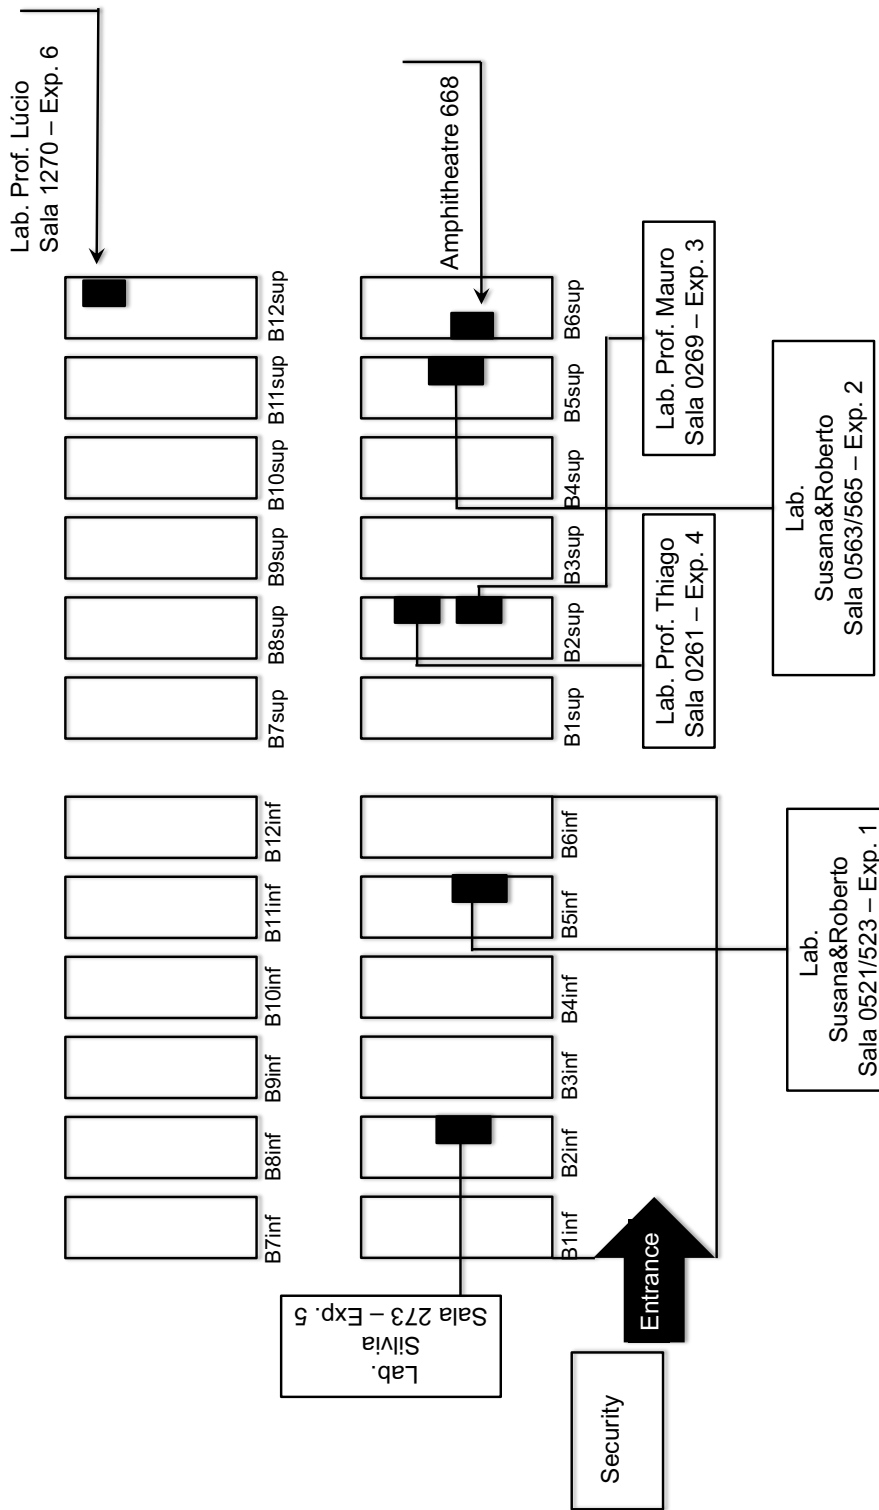 Lab. Prof. Lúcio
Sala 1270 – Exp. 6
B7inf
B8inf
B9inf
B10inf
B11inf
B12inf
B7sup
B8sup
B9sup
B10sup
B11sup
B12sup
Amphitheatre 668
B1inf
B2inf
B3inf
B4inf
B5inf
B6inf
B1sup
B2sup
B3sup
B4sup
B5sup
B6sup
Lab.
Silvia
Sala 273 – Exp. 5
Security
Entrance
Lab. Prof. Thiago
Sala 0261 – Exp. 4
Lab. Prof. Mauro
Sala 0269 – Exp. 3
Lab.
Susana&Roberto
Sala 0521/523 – Exp. 1
Lab.
Susana&Roberto
Sala 0563/565 – Exp. 2